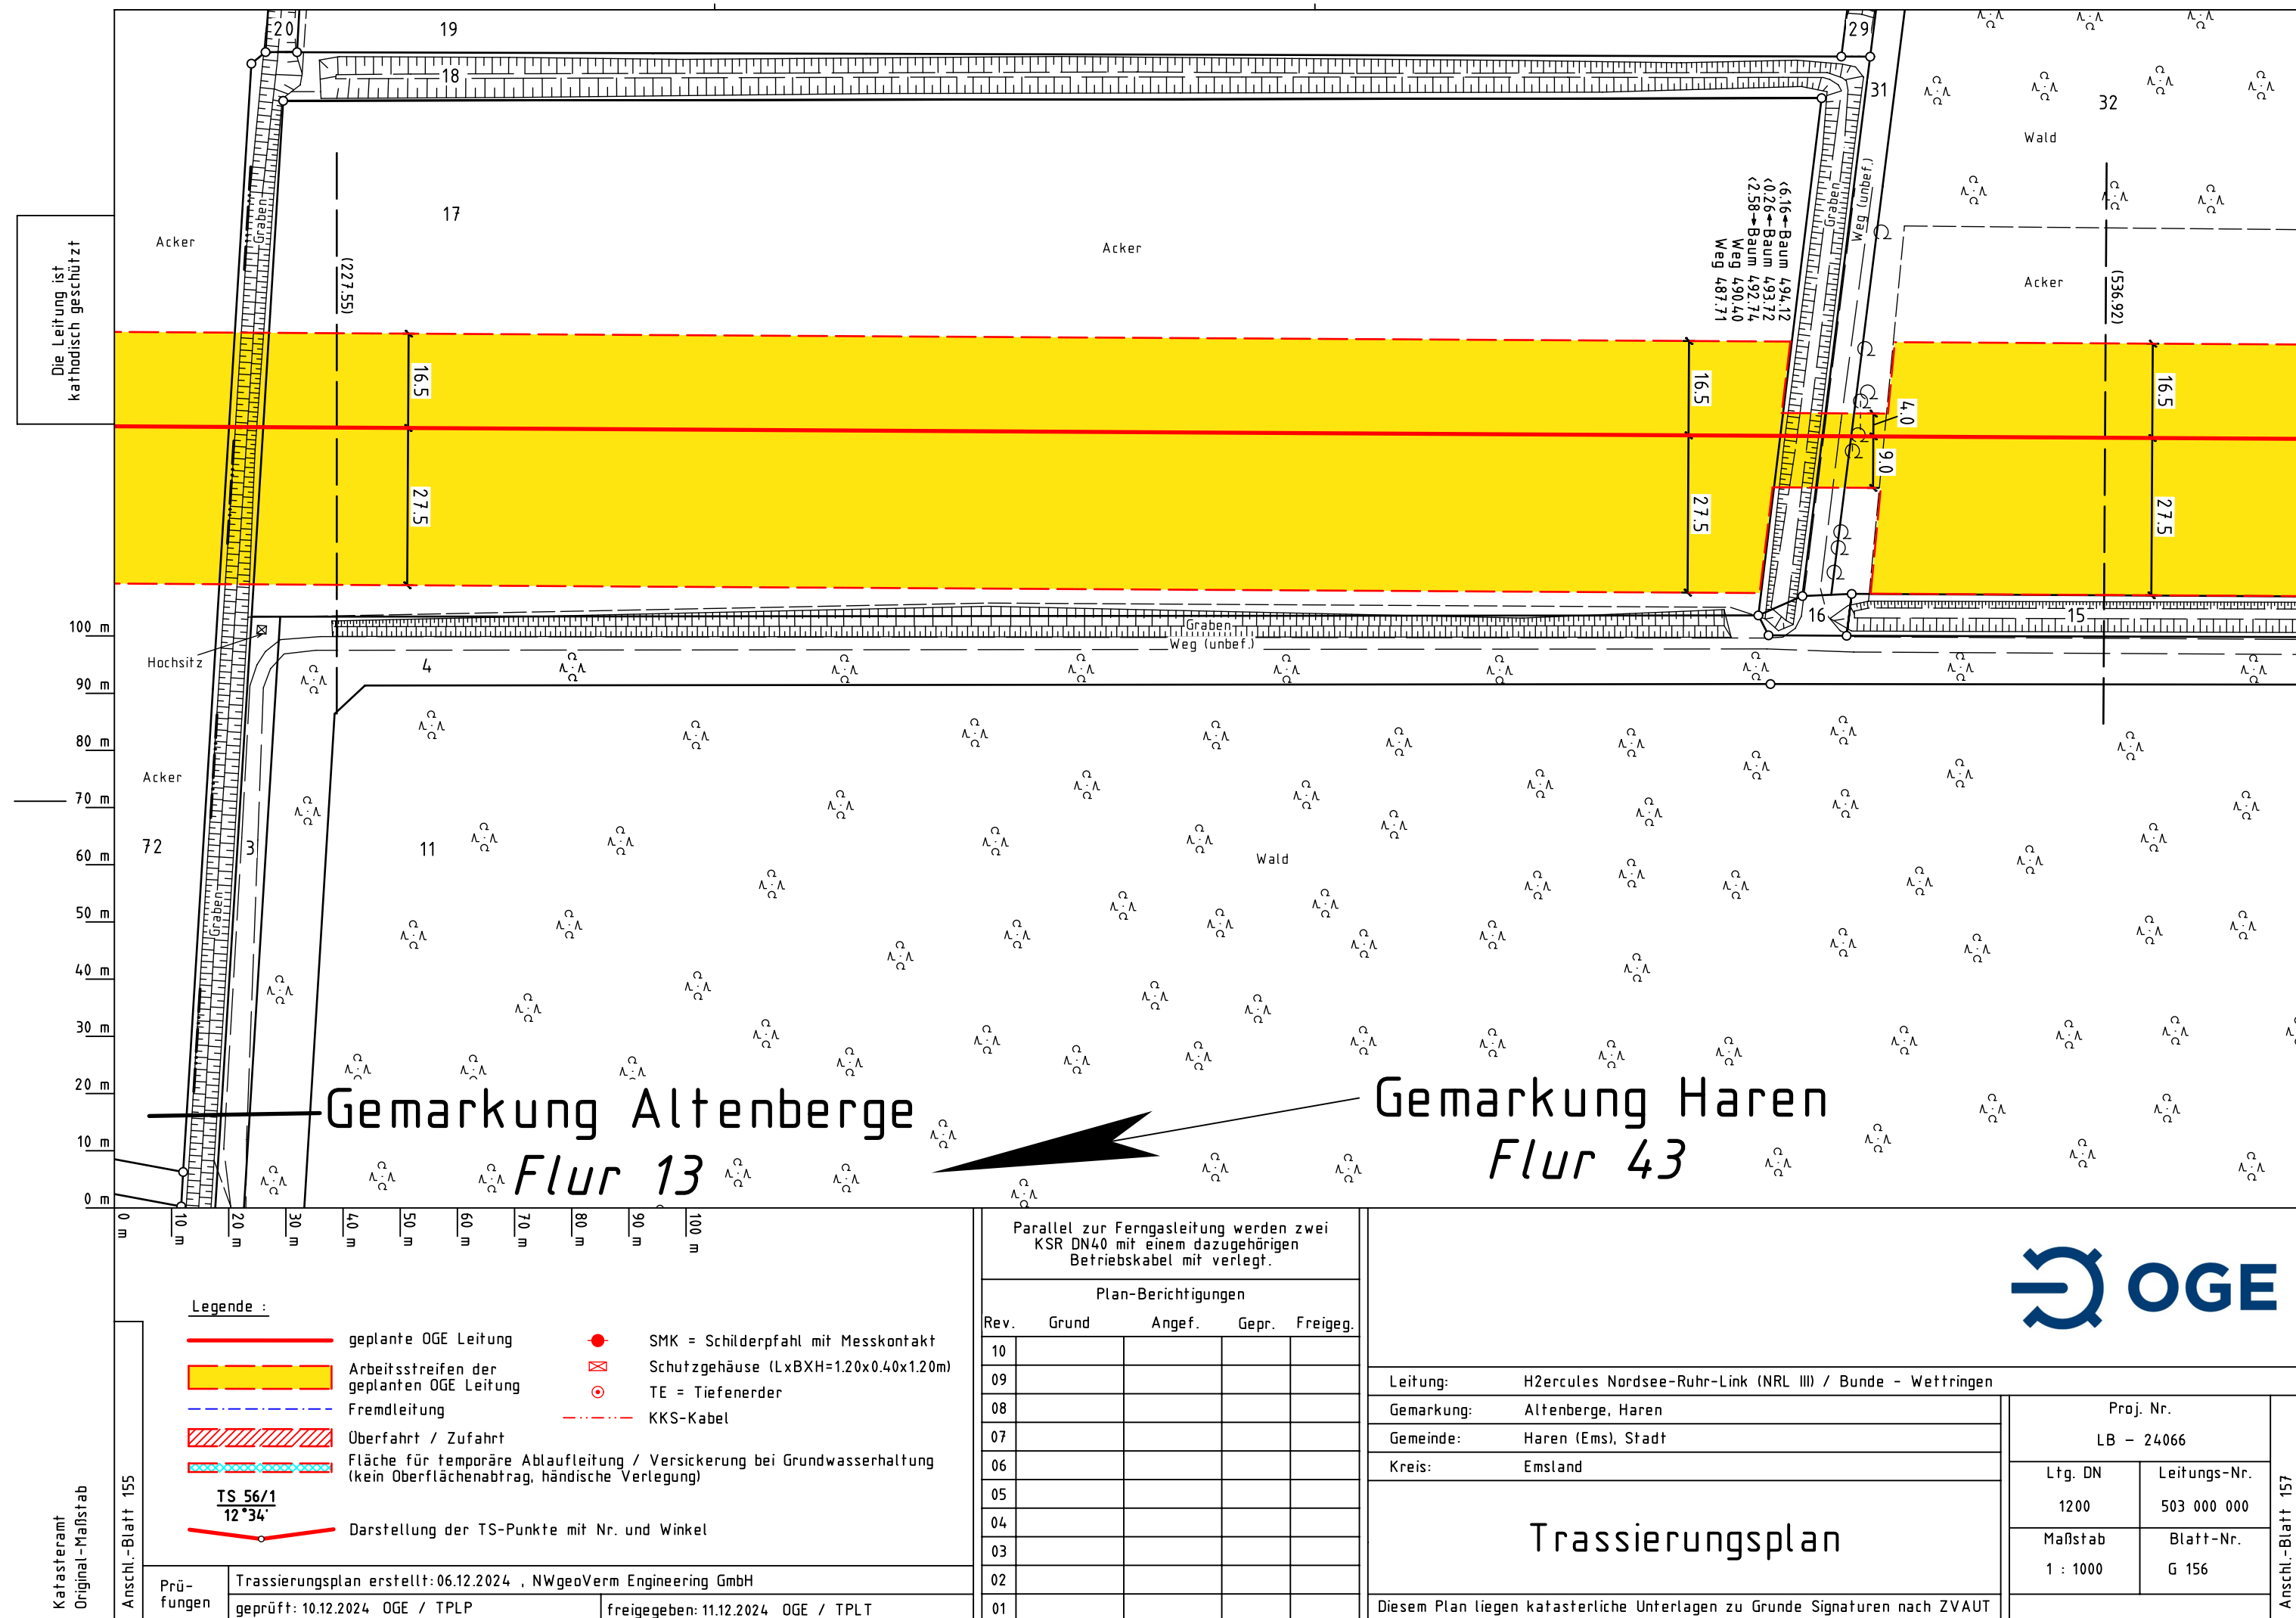 20
19
29
18
31
32
Wald
17
Acker
Graben
Acker
(227.55)
<6.16 Baum 494.12
<0.26 Baum 493.72
<2.58 Baum 492.74
Weg 490.40
Weg 487.71
Graben
Weg (unbef.)
Acker
(536.92)
Die Leitung ist
kathodisch geschützt
16.5
16.5
16.5
4.0
9.0
27.5
27.5
27.5
16
15
Graben
Weg (unbef.)
Hochsitz
4
Acker
72
3
11
Wald
Graben
100 m
90 m
80 m
70 m
60 m
50 m
40 m
30 m
20 m
10 m
0 m
Gemarkung Altenberge
Flur 13
Gemarkung Haren
Flur 43
0 m
10 m
20 m
30 m
40 m
50 m
60 m
70 m
80 m
90 m
100 m
Legende :
geplante OGE Leitung
Arbeitsstreifen der
geplanten OGE Leitung
Fremdleitung
Überfahrt / Zufahrt
Fläche für temporäre Ablaufleitung / Versickerung bei Grundwasserhaltung
(kein Oberflächenabtrag, händische Verlegung)
TS 56/1
12°34'
Darstellung der TS-Punkte mit Nr. und Winkel
SMK = Schilderpfahl mit Messkontakt
Schutzgehäuse (LxBXH=1.20x0.40x1.20m)
TE = Tiefenerder
KKS-Kabel
Katasteramt
Original-Maßstab
Anschl.-Blatt 155
Prü-
fungen
Trassierungsplan erstellt: 06.12.2024 , NWgeoVerm Engineering GmbH
geprüft: 10.12.2024 OGE / TPLP
freigegeben: 11.12.2024 OGE / TPLT
Parallel zur Ferngasleitung werden zwei
KSR DN40 mit einem dazugehörigen
Betriebskabel mit verlegt.
Plan-Berichtigungen
Rev. Grund Angef. Gepr. Freigeg.
10
09
08
07
06
05
04
03
02
01
OGE
Leitung: H2ercules Nordsee-Ruhr-Link (NRL III) / Bunde - Wettringen
Gemarkung: Altenberge, Haren
Gemeinde: Haren (Ems), Stadt
Kreis: Emsland
Trassierungsplan
Diesem Plan liegen katasterliche Unterlagen zu Grunde Signaturen nach ZVAUT
Proj. Nr.
LB - 24066
Ltg. DN Leitungs-Nr.
1200 503 000 000
Maßstab Blatt-Nr.
1 : 1000 G 156
Anschl.-Blatt 157